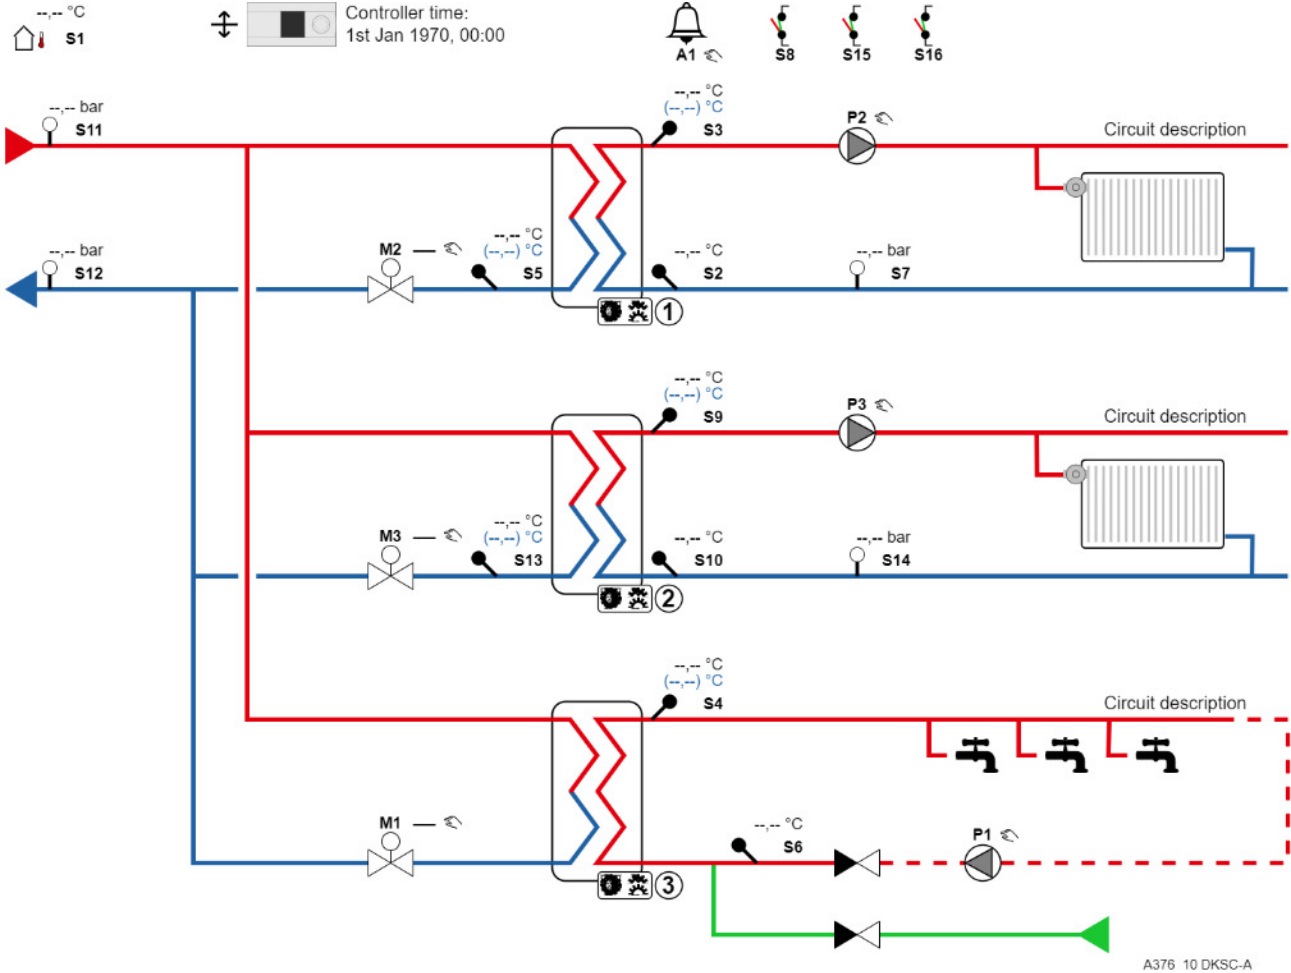 --,-- °C
S1
Controller time:
1st Jan 1970, 00:00
A1
S8
S15
S16
--,-- bar
S11
--,-- °C
(--,--) °C
S3
P2
Circuit description
--,-- bar
S12
M2
--,-- °C
(--,--) °C
S5
--,-- °C
S2
--,-- bar
S7
1
--,-- °C
(--,--) °C
S9
P3
Circuit description
M3
--,-- °C
(--,--) °C
S13
--,-- °C
S10
--,-- bar
S14
2
--,-- °C
(--,--) °C
S4
Circuit description
M1
--,-- °C
S6
P1
3
A376_10 DKSC-A